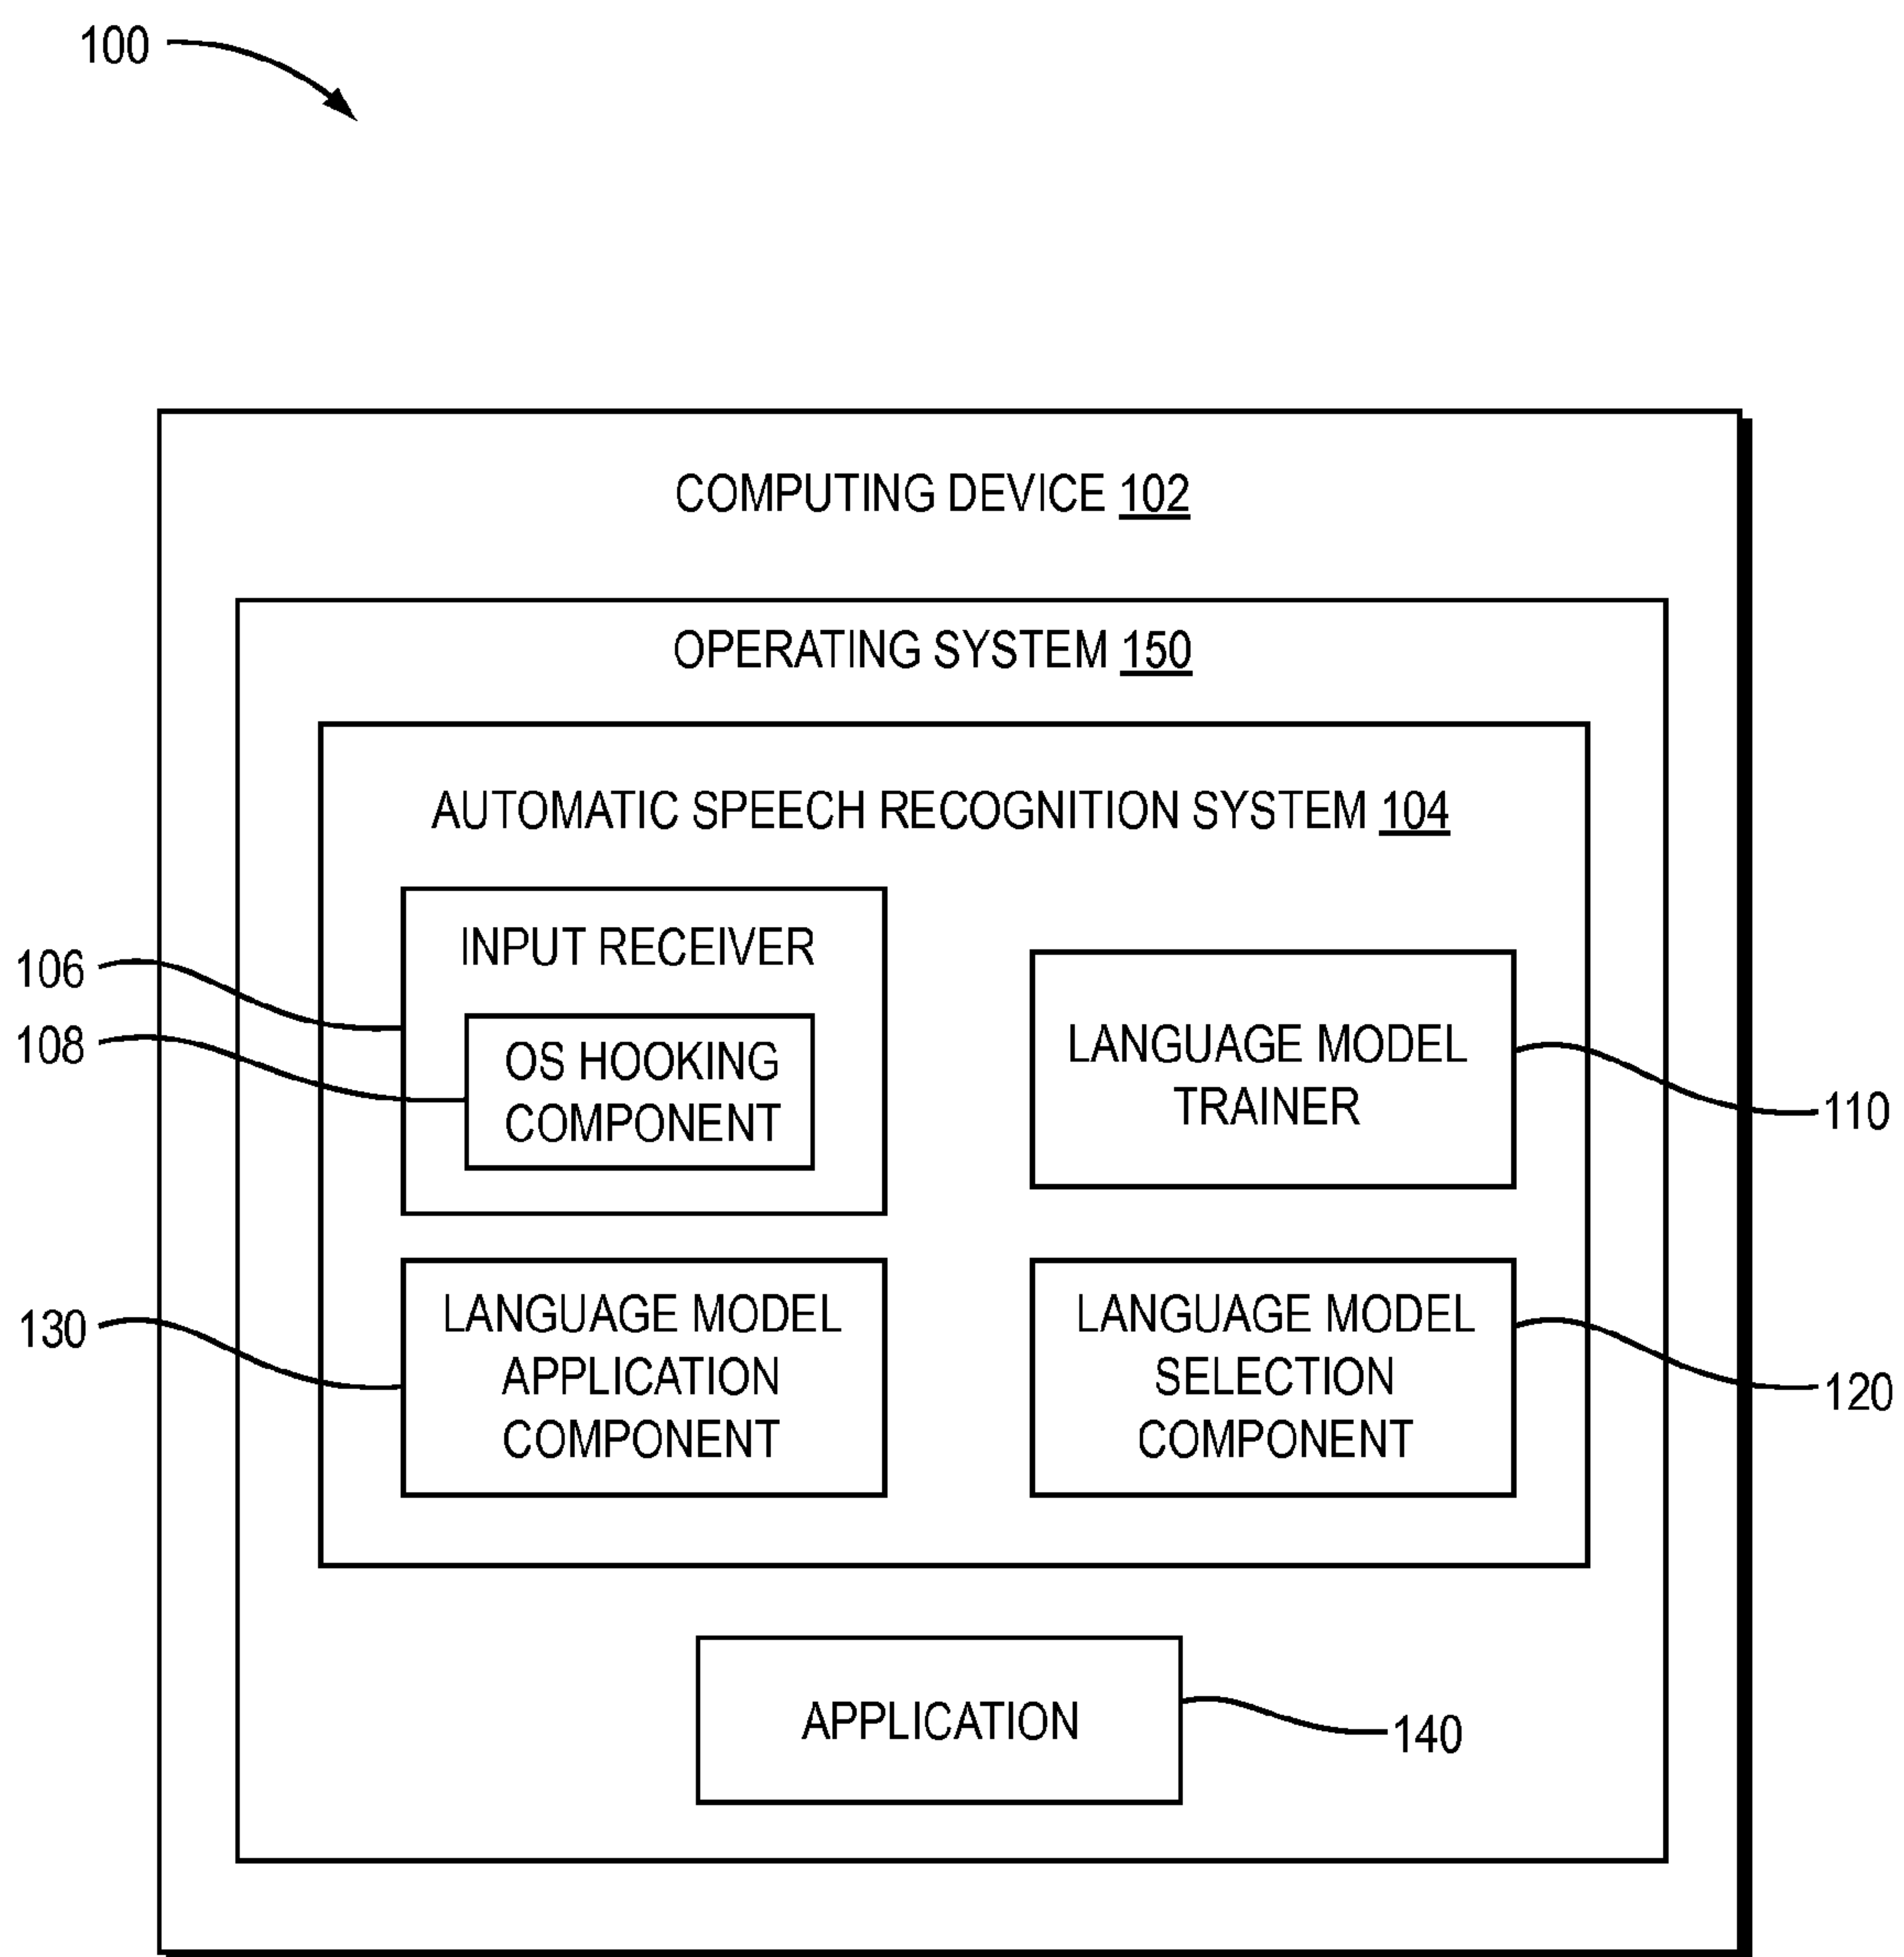 100
COMPUTING DEVICE 102
OPERATING SYSTEM 150
AUTOMATIC SPEECH RECOGNITION SYSTEM 104
INPUT RECEIVER
106
108
OS HOOKING
COMPONENT
LANGUAGE MODEL
TRAINER
110
130
LANGUAGE MODEL
APPLICATION
COMPONENT
LANGUAGE MODEL
SELECTION
COMPONENT
120
APPLICATION
140